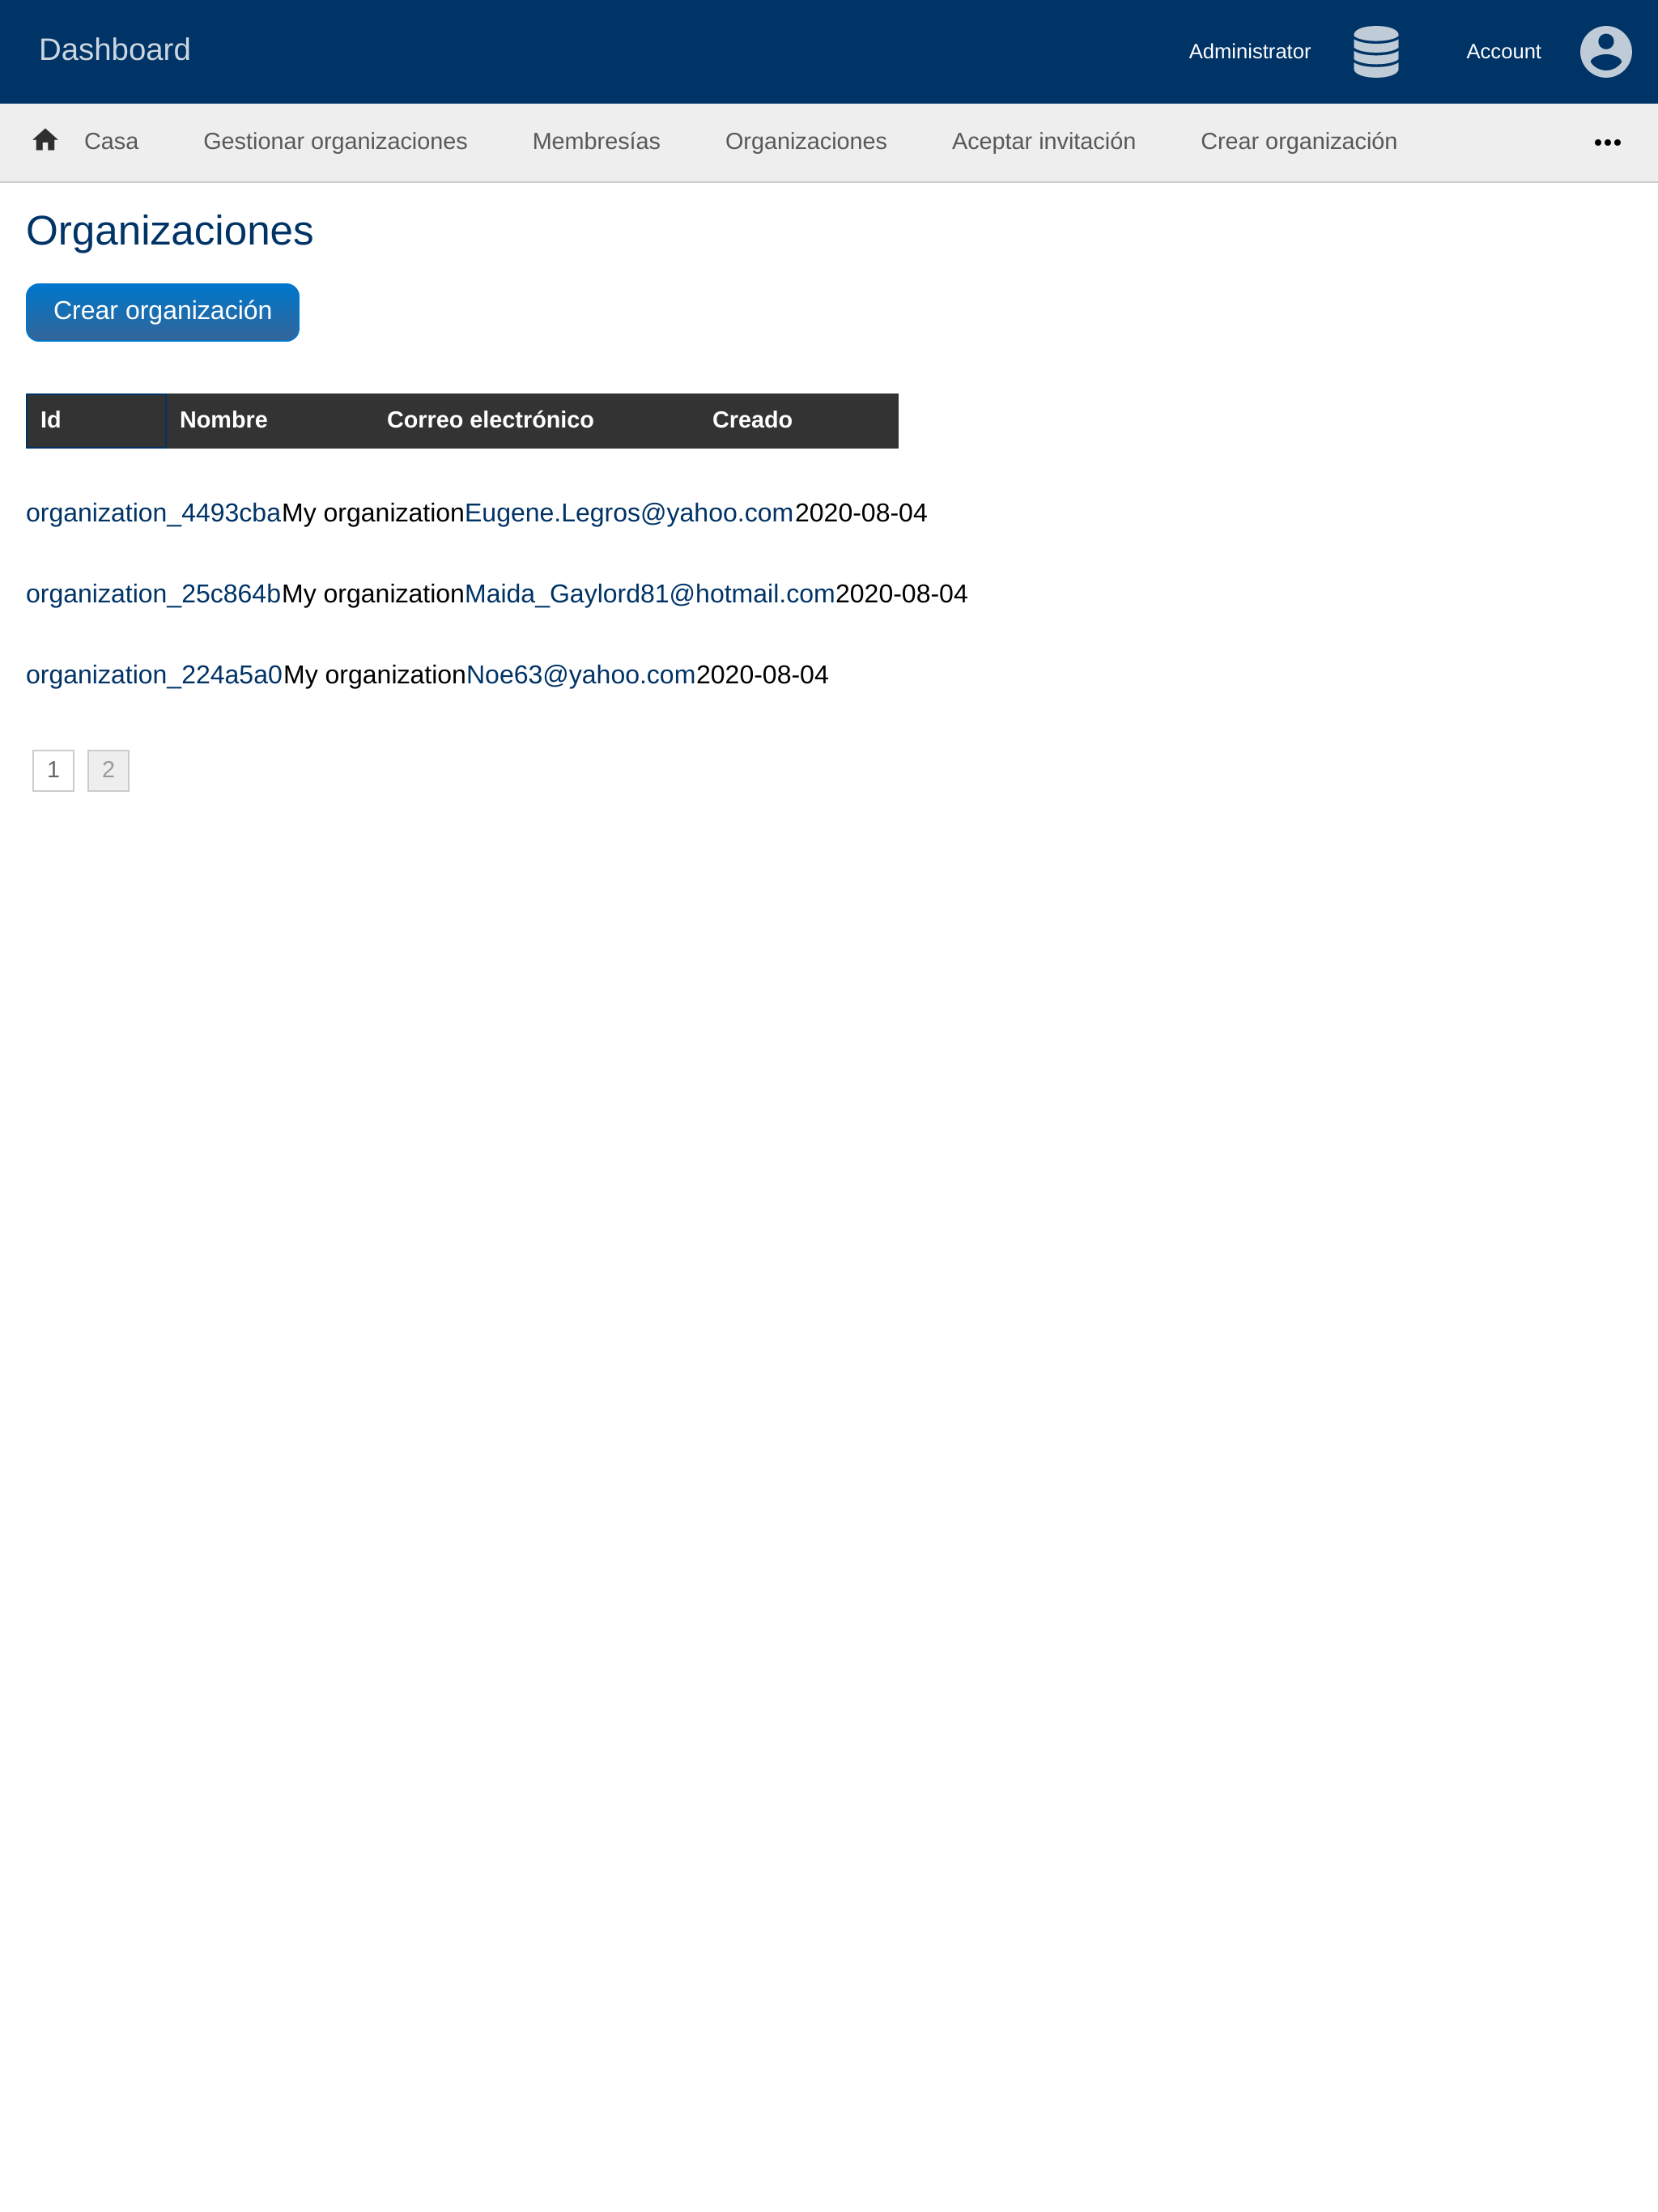 Dashboard Administrator Account
Casa Gestionar organizaciones Membresías Organizaciones Aceptar invitación Crear organización
Organizaciones
Crear organización
Id Nombre Correo electrónico Creado
organization_4493cbaMy organizationEugene.Legros@yahoo.com2020-08-04
organization_25c864bMy organizationMaida_Gaylord81@hotmail.com2020-08-04
organization_224a5a0My organizationNoe63@yahoo.com2020-08-04
1 2